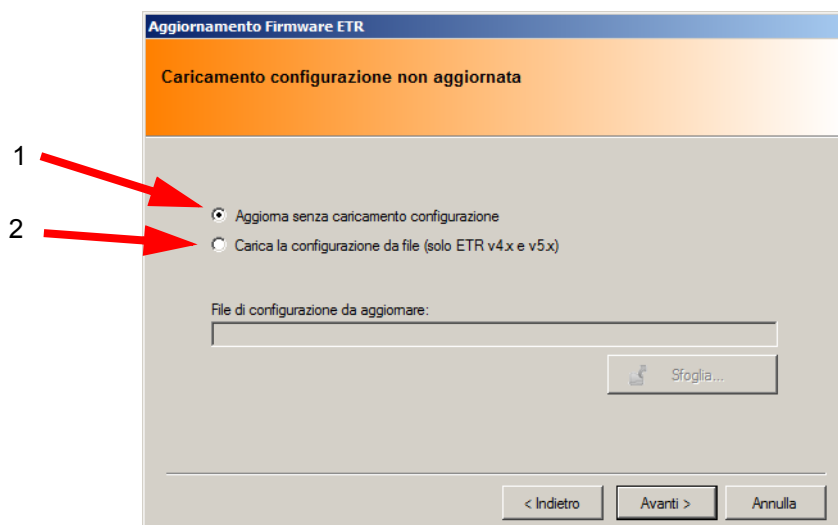 Aggiornamento Firmware ETR
Caricamento configurazione non aggiornata
1
Aggiorna senza caricamento configurazione
2
Carica la configurazione da file (solo ETR v4.x e v5.x)
File di configurazione da aggiornare:
Sfoglia...
< Indietro
Avanti >
Annulla